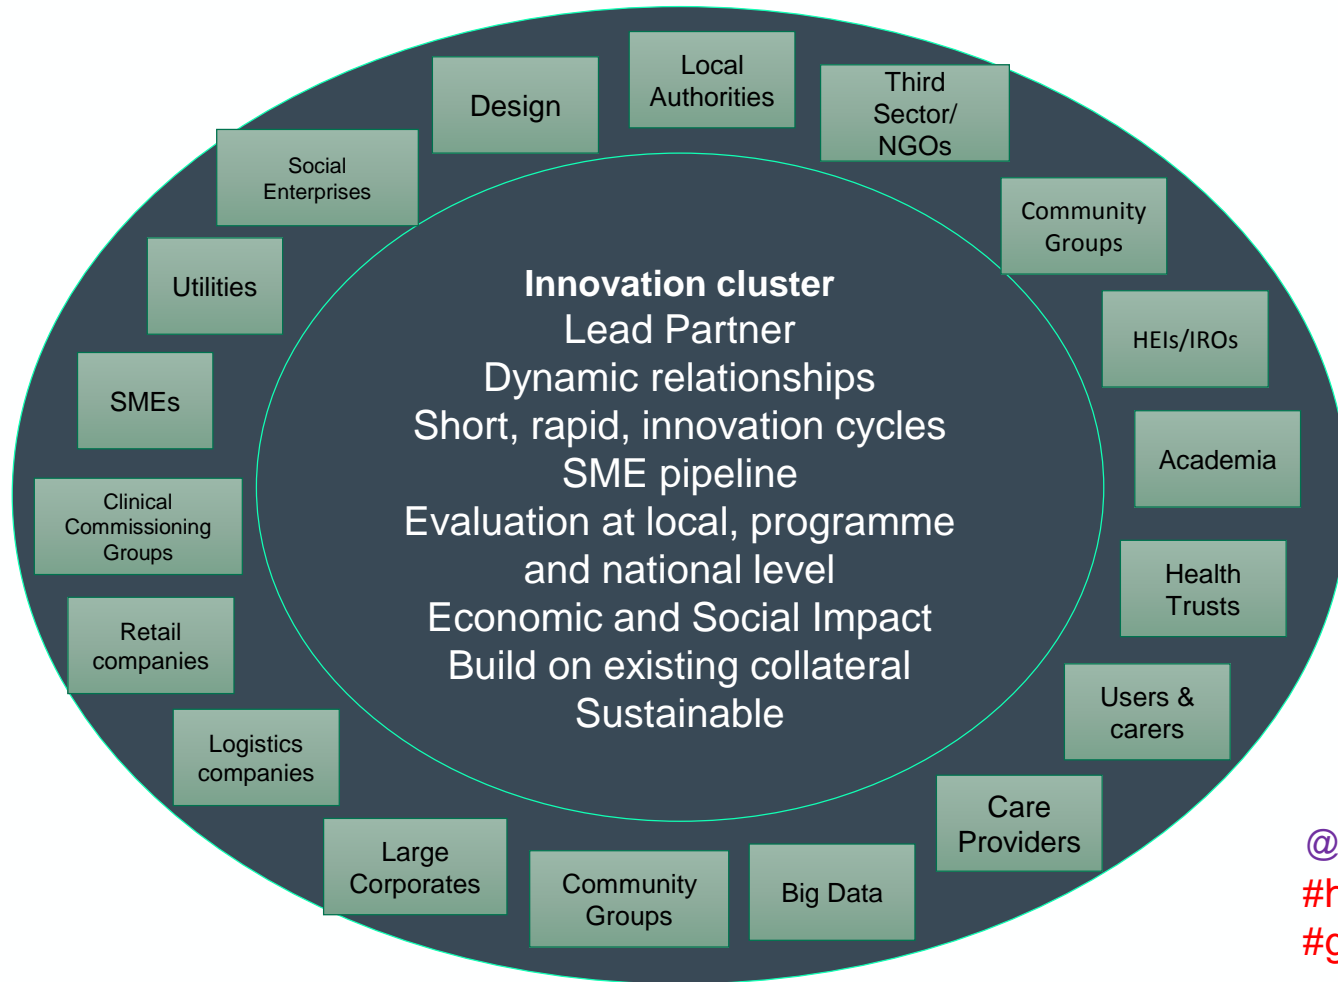 Local
Authorities
Third
Sector/
NGOs
Community
Groups
HEIs/IROs
Academia
Health
Trusts
Users &
carers
Care
Providers
Big Data
Community
Groups
Large
Corporates
Logistics
companies
Retail
companies
Clinical
Commissioning
Groups
SMEs
Utilities
Social
Enterprises
Design
Innovation cluster
Lead Partner
Dynamic relationships
Short, rapid, innovation cycles
SME pipeline
Evaluation at local, programme
and national level
Economic and Social Impact
Build on existing collateral
Sustainable
@